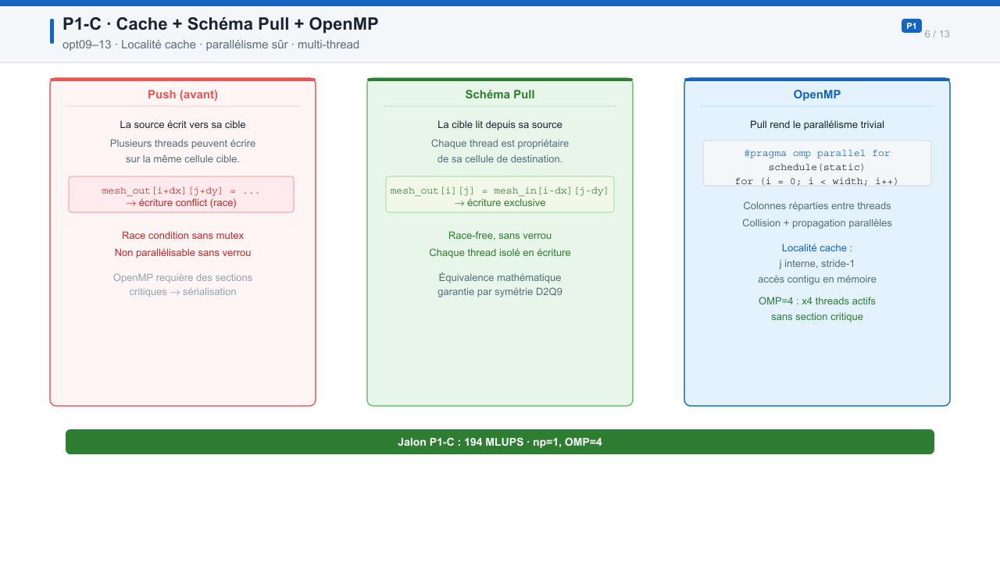 P1-C · Cache + Schéma Pull + OpenMP
opt09–13 · Localité cache · parallélisme sûr · multi-thread
P1
6 / 13
Push (avant)
La source écrit vers sa cible
Plusieurs threads peuvent écrire
sur la même cellule cible.
mesh_out[i+dx][j+dy] = ...
→ écriture conflict (race)
Race condition sans mutex
Non parallélisable sans verrou
OpenMP requière des sections
critiques → sérialisation
Schéma Pull
La cible lit depuis sa source
Chaque thread est propriétaire
de sa cellule de destination.
mesh_out[i][j] = mesh_in[i-dx][j-dy]
→ écriture exclusive
Race-free, sans verrou
Chaque thread isolé en écriture
Équivalence mathématique
garantie par symétrie D2Q9
OpenMP
Pull rend le parallélisme trivial
#pragma omp parallel for
schedule(static)
for (i = 0; i < width; i++)
Colonnes réparties entre threads
Collision + propagation parallèles
Localité cache :
j interne, stride-1
accès contigu en mémoire
OMP=4 : x4 threads actifs
sans section critique
Jalon P1-C : 194 MLUPS · np=1, OMP=4